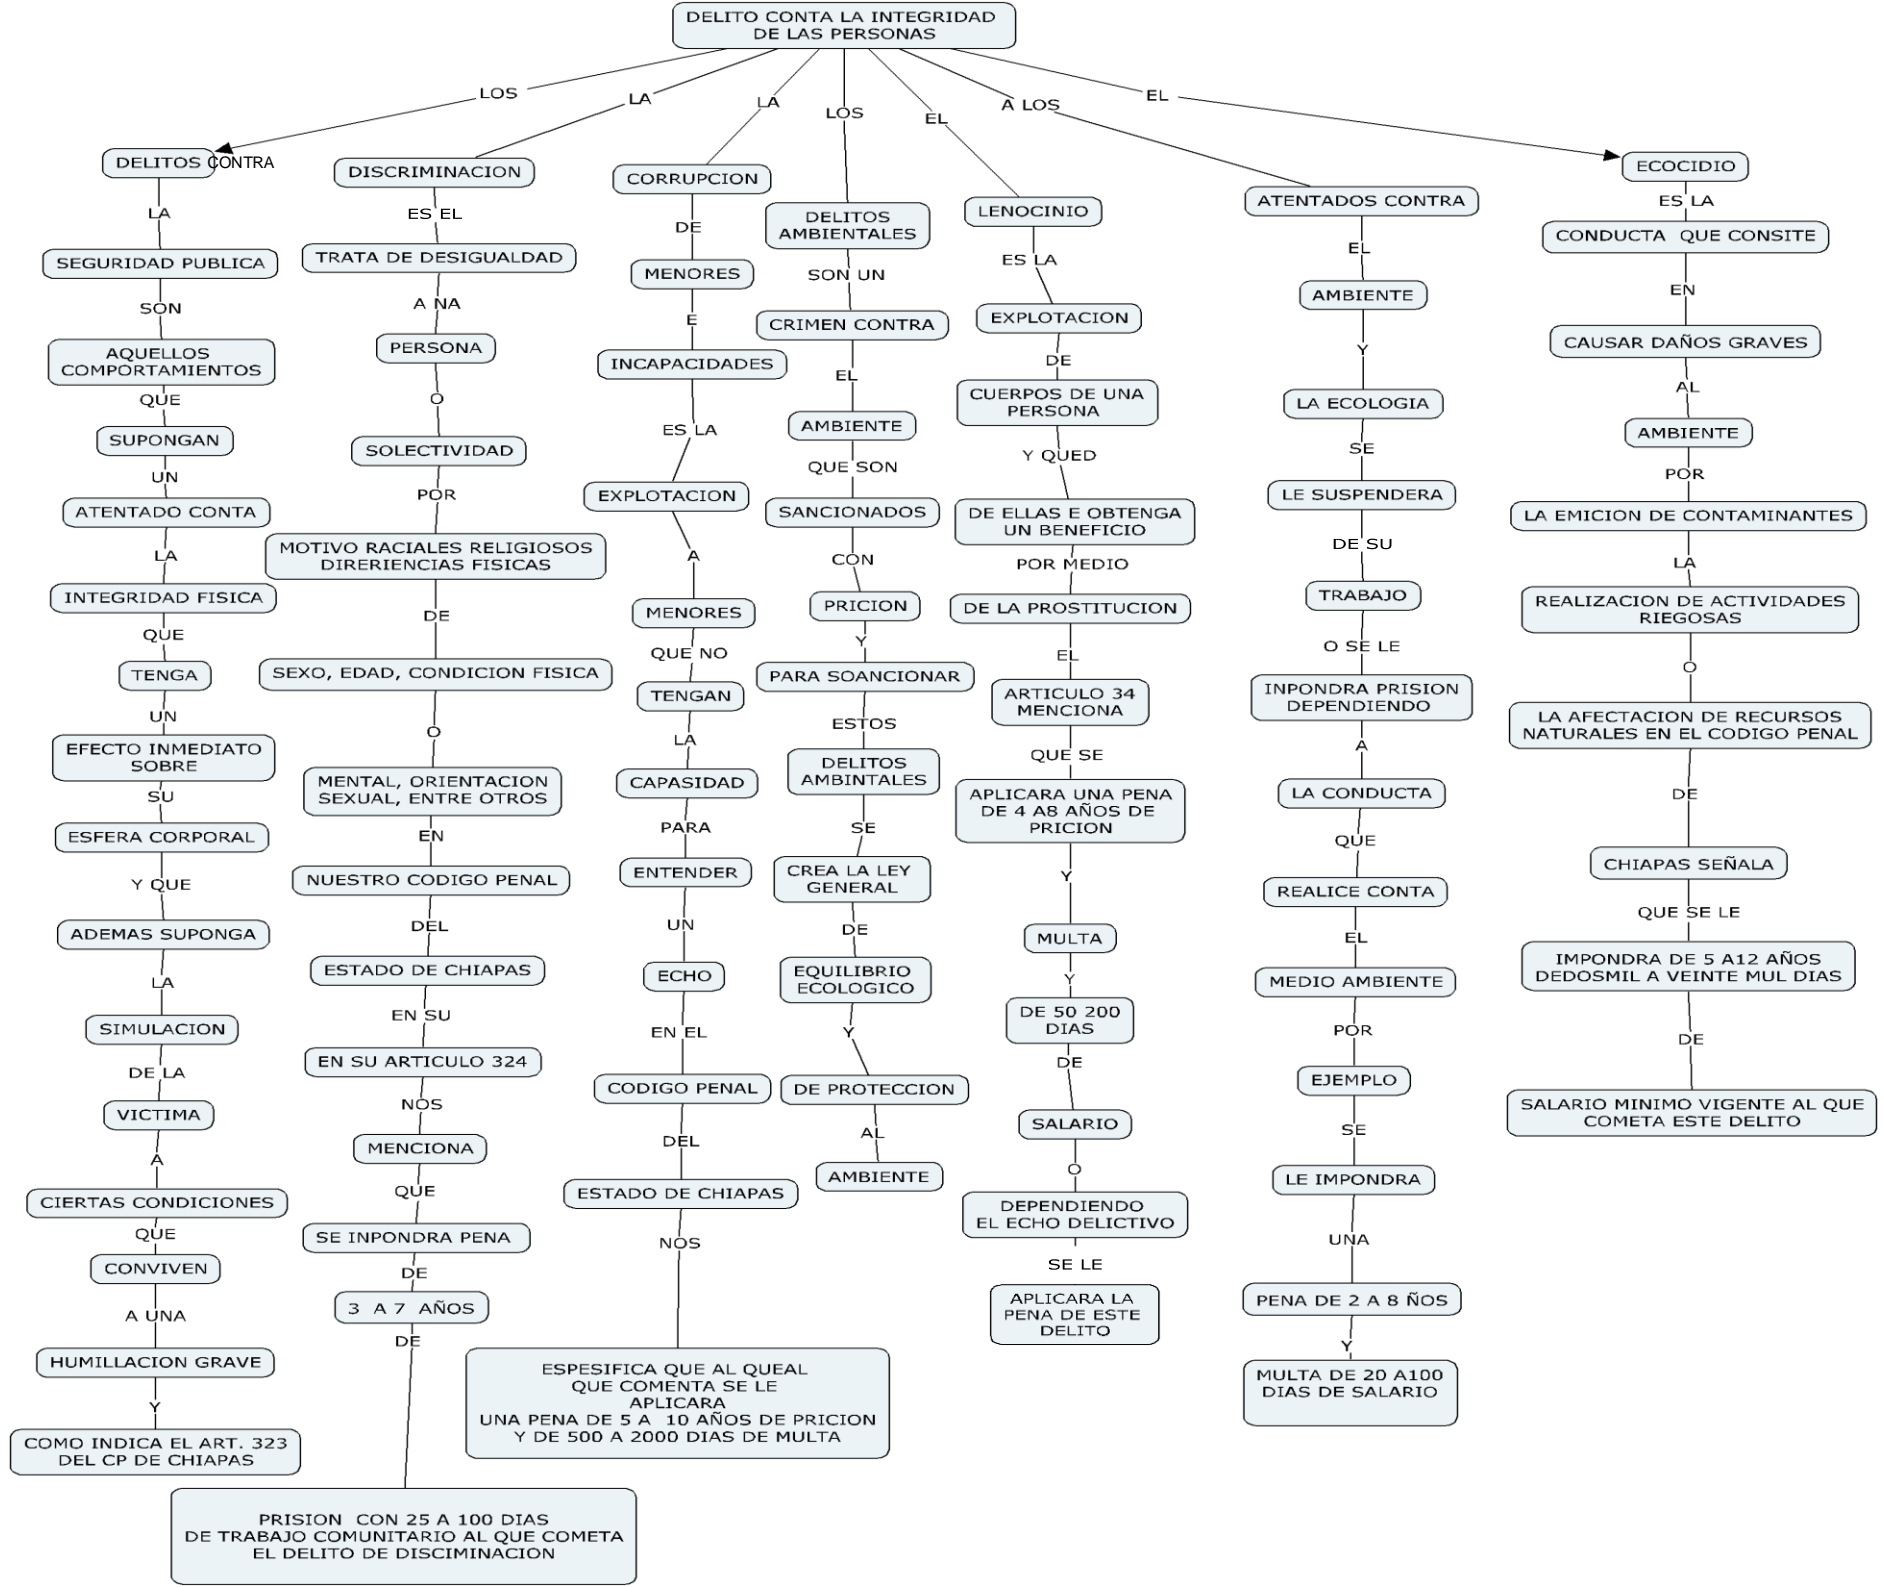 DELITO CONTA LA INTEGRIDAD
DE LAS PERSONAS
LOS
DELITOS CONTRA
LA
SEGURIDAD PUBLICA
SON
AQUELLOS
COMPORTAMIENTOS
QUE
SUPONGAN
UN
ATENTADO CONTA
LA
INTEGRIDAD FISICA
QUE
TENGA
UN
EFECTO INMEDIATO
SOBRE
SU
ESFERA CORPORAL
Y QUE
ADEMAS SUPONGA
LA
SIMULACION
DE LA
VICTIMA
A
CIERTAS CONDICIONES
QUE
CONVIVEN
A UNA
HUMILLACION GRAVE
Y
COMO INDICA EL ART. 323
DEL CP DE CHIAPAS
LA
DISCRIMINACION
ES EL
TRATA DE DESIGUALDAD
A NA
PERSONA
O
SOLECTIVIDAD
POR
MOTIVO RACIALES RELIGIOSOS
DIRERIENCIAS FISICAS
DE
SEXO, EDAD, CONDICION FISICA
O
MENTAL, ORIENTACION
SEXUAL, ENTRE OTROS
EN
NUESTRO CODIGO PENAL
DEL
ESTADO DE CHIAPAS
EN SU
EN SU ARTICULO 324
NOS
MENCIONA
QUE
SE INPONDRA PENA
DE
3 A 7 AÑOS
DE
PRISION CON 25 A 100 DIAS
DE TRABAJO COMUNITARIO AL QUE COMETA
EL DELITO DE DISCIMINACION
LA
CORRUPCION
DE
MENORES
E
INCAPACIDADES
ES LA
EXPLOTACION
A
MENORES
QUE NO
TENGAN
LA
CAPASIDAD
PARA
ENTENDER
UN
ECHO
EN EL
CODIGO PENAL
DEL
ESTADO DE CHIAPAS
NOS
ESPESIFICA QUE AL QUEAL
QUE COMENTA SE LE
APLICARA
UNA PENA DE 5 A 10 AÑOS DE PRICION
Y DE 500 A 2000 DIAS DE MULTA
LOS
DELITOS
AMBIENTALES
SON UN
CRIMEN CONTRA
EL
AMBIENTE
QUE SON
SANCIONADOS
CON
PRICION
Y
PARA SOANCIONAR
ESTOS
DELITOS
AMBINTALES
SE
CREA LA LEY
GENERAL
DE
EQUILIBRIO
ECOLOGICO
Y
DE PROTECCION
AL
AMBIENTE
EL
LENOCINIO
ES LA
EXPLOTACION
DE
CUERPOS DE UNA
PERSONA
Y QUED
DE ELLAS E OBTENGA
UN BENEFICIO
POR MEDIO
DE LA PROSTITUCION
EL
ARTICULO 34
MENCIONA
QUE SE
APLICARA UNA PENA
DE 4 A8 AÑOS DE
PRICION
Y
MULTA
Y
DE 50 200
DIAS
DE
SALARIO
O
DEPENDIENDO
EL ECHO DELICTIVO
SE LE
APLICARA LA
PENA DE ESTE
DELITO
A LOS
ATENTADOS CONTRA
EL
AMBIENTE
Y
LA ECOLOGIA
SE
LE SUSPENDERA
DE SU
TRABAJO
O SE LE
INPONDRA PRISION
DEPENDIENDO
A
LA CONDUCTA
QUE
REALICE CONTA
EL
MEDIO AMBIENTE
POR
EJEMPLO
SE
LE IMPONDRA
UNA
PENA DE 2 A 8 ÑOS
Y
MULTA DE 20 A100
DIAS DE SALARIO
EL
ECOCIDIO
ES LA
CONDUCTA QUE CONSITE
EN
CAUSAR DAÑOS GRAVES
AL
AMBIENTE
POR
LA EMICION DE CONTAMINANTES
LA
REALIZACION DE ACTIVIDADES
RIEGOSAS
O
LA AFECTACION DE RECURSOS
NATURALES EN EL CODIGO PENAL
DE
CHIAPAS SEÑALA
QUE SE LE
IMPONDRA DE 5 A12 AÑOS
DEDOSMIL A VEINTE MUL DIAS
DE
SALARIO MINIMO VIGENTE AL QUE
COMETA ESTE DELITO